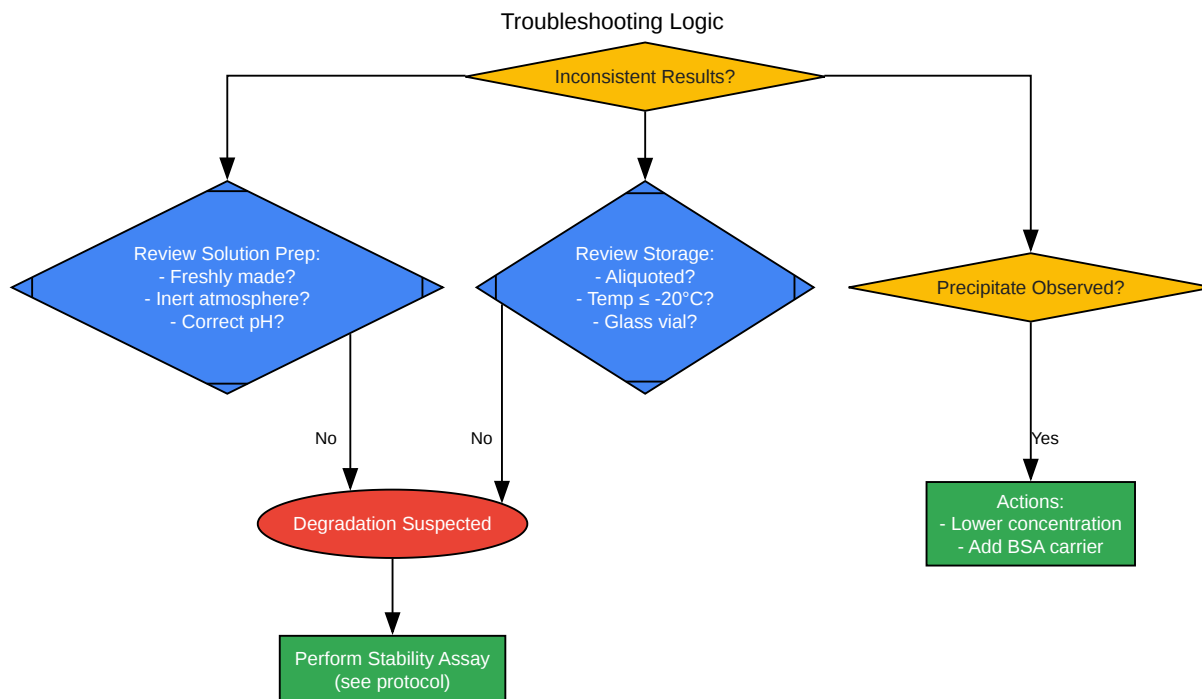 Troubleshooting Logic
Inconsistent Results?
Review Solution Prep:
- Freshly made?
- Inert atmosphere?
- Correct pH?
Review Storage:
- Aliquoted?
- Temp ≤ -20°C?
- Glass vial?
Precipitate Observed?
No
No
Yes
Degradation Suspected
Actions:
- Lower concentration
- Add BSA carrier
Perform Stability Assay
(see protocol)